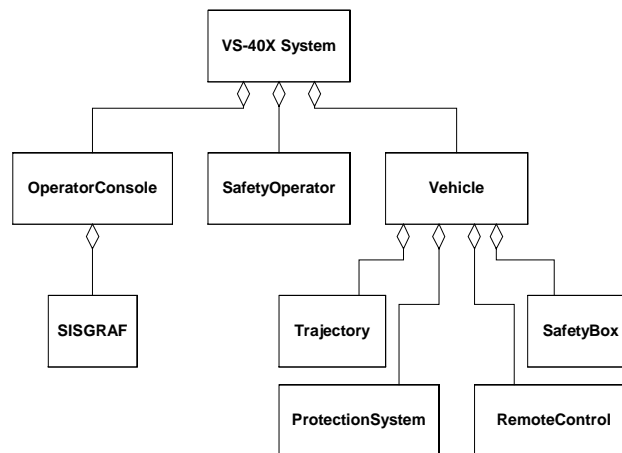 VS-40X System
OperatorConsole
SafetyOperator
Vehicle
SISGRAF
Trajectory
SafetyBox
ProtectionSystem
RemoteControl